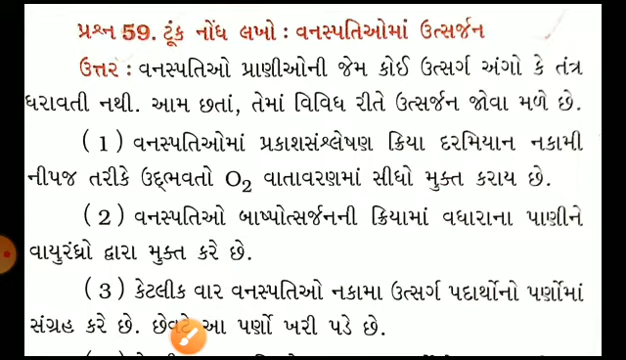 પ્રશ્ન 59. ટૂંક નોંધ લખો : વનસ્પતિઓમાં ઉત્સર્જન
ઉત્તર : વનસ્પતિઓ પ્રાણીઓની જેમ કોઈ ઉત્સર્ગ અંગો કે તંત્ર
ધરાવતી નથી. આમ છતાં, તેમાં વિવિધ રીતે ઉત્સર્જન જોવા મળે છે.
(1) વનસ્પતિઓમાં પ્રકાશસંશ્લેષણ ક્રિયા દરમિયાન નકામી
નીપજ તરીકે ઉદ્ભવતો O₂ વાતાવરણમાં સીધો મુક્ત કરાય છે.
(2) વનસ્પતિઓ બાષ્પોત્સર્જનની ક્રિયામાં વધારાના પાણીને
વાયુરંધ્રો દ્વારા મુક્ત કરે છે.
(3) કેટલીક વાર વનસ્પતિઓ નકામા ઉત્સર્ગ પદાર્થોનો પર્ણોમાં
સંગ્રહ કરે છે. છેવટે આ પર્ણો ખરી પડે છે.